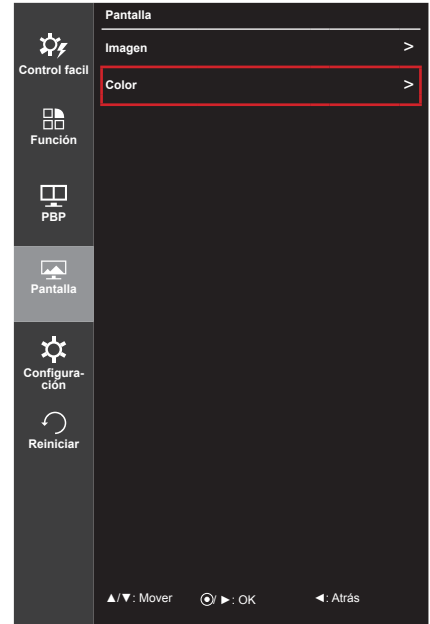 Pantalla
Imagen >
Color >
Control facil
Función
PBP
Pantalla
Configura-
ción
Reiniciar
▲/▼: Mover ⦿/ ►: OK ◄: Atrás